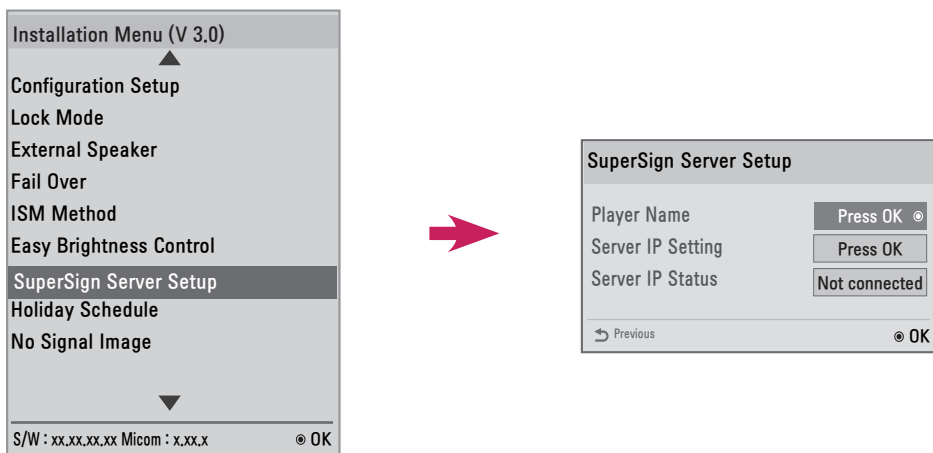 Installation Menu (V 3.0)
Configuration Setup
Lock Mode
External Speaker
Fail Over
ISM Method
Easy Brightness Control
SuperSign Server Setup
Holiday Schedule
No Signal Image
S/W : xx.xx.xx.xx Micom : x.xx.x ◉ OK
SuperSign Server Setup
Player Name Press OK ◉
Server IP Setting Press OK
Server IP Status Not connected
Previous ◉ OK